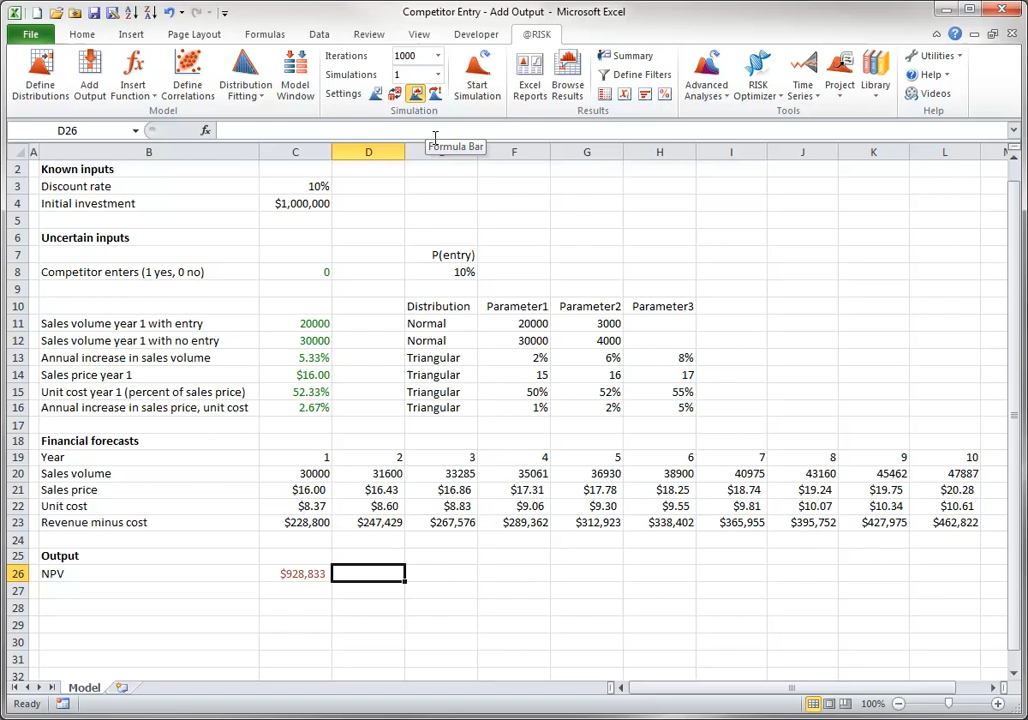 Competitor Entry - Add Output - Microsoft Excel
File Home Insert Page Layout Formulas Data Review View Developer @RISK
Define Distributions
Add Output
Insert Function
Define Correlations
Distribution Fitting
Model Window
Model
Iterations 1000
Simulations 1
Settings
Start Simulation
Simulation
Excel Reports
Browse Results
Summary
Define Filters
Results
Advanced Analyses
RISK Optimizer
Time Series
Project
Library
Tools
Utilities
Help
Videos
Help
D26 fx
Formula Bar
A B C D F G H I J K L
2 Known inputs
3 Discount rate 10%
4 Initial investment $1,000,000
5
6 Uncertain inputs
7 P(entry)
8 Competitor enters (1 yes, 0 no) 0 10%
9
10 Distribution Parameter1 Parameter2 Parameter3
11 Sales volume year 1 with entry 20000 Normal 20000 3000
12 Sales volume year 1 with no entry 30000 Normal 30000 4000
13 Annual increase in sales volume 5.33% Triangular 2% 6% 8%
14 Sales price year 1 $16.00 Triangular 15 16 17
15 Unit cost year 1 (percent of sales price) 52.33% Triangular 50% 52% 55%
16 Annual increase in sales price, unit cost 2.67% Triangular 1% 2% 5%
17
18 Financial forecasts
19 Year 1 2 3 4 5 6 7 8 9 10
20 Sales volume 30000 31600 33285 35061 36930 38900 40975 43160 45462 47887
21 Sales price $16.00 $16.43 $16.86 $17.31 $17.78 $18.25 $18.74 $19.24 $19.75 $20.28
22 Unit cost $8.37 $8.60 $8.83 $9.06 $9.30 $9.55 $9.81 $10.07 $10.34 $10.61
23 Revenue minus cost $228,800 $247,429 $267,576 $289,362 $312,923 $338,402 $365,955 $395,752 $427,975 $462,822
24
25 Output
26 NPV $928,833
27
28
29
30
31
32
Model
Ready 100%